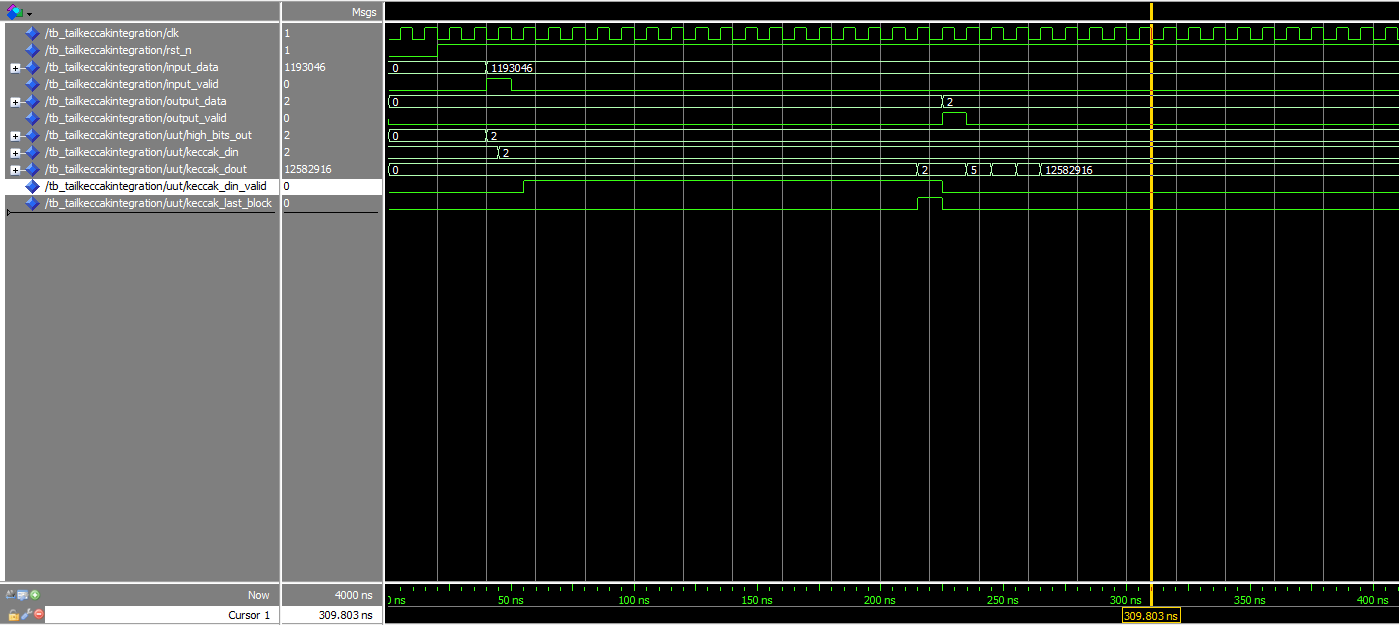 Msgs
/tb_tailkeccakintegration/clk 1
/tb_tailkeccakintegration/rst_n 1
/tb_tailkeccakintegration/input_data 1193046 0 1193046
/tb_tailkeccakintegration/input_valid 0
/tb_tailkeccakintegration/output_data 2 0 2
/tb_tailkeccakintegration/output_valid 0
/tb_tailkeccakintegration/uut/high_bits_out 2 0 2
/tb_tailkeccakintegration/uut/keccak_din 2 2
/tb_tailkeccakintegration/uut/keccak_dout 12582916 0 2 5 12582916
/tb_tailkeccakintegration/uut/keccak_din_valid 0
/tb_tailkeccakintegration/uut/keccak_last_block 0
Now 4000 ns 0 ns 50 ns 100 ns 150 ns 200 ns 250 ns 300 ns 350 ns 400 ns
Cursor 1 309.803 ns 309.803 ns